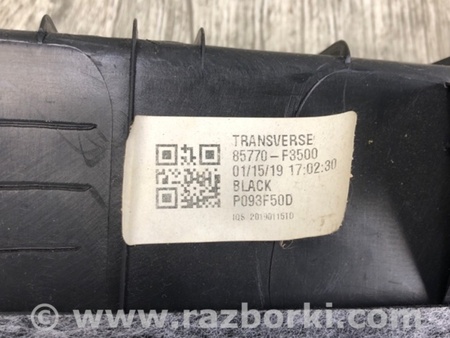 TRANSVERSE
85770-F3500
01/15/19 17:02:30
BLACK
P093F50D
www.razborki.com